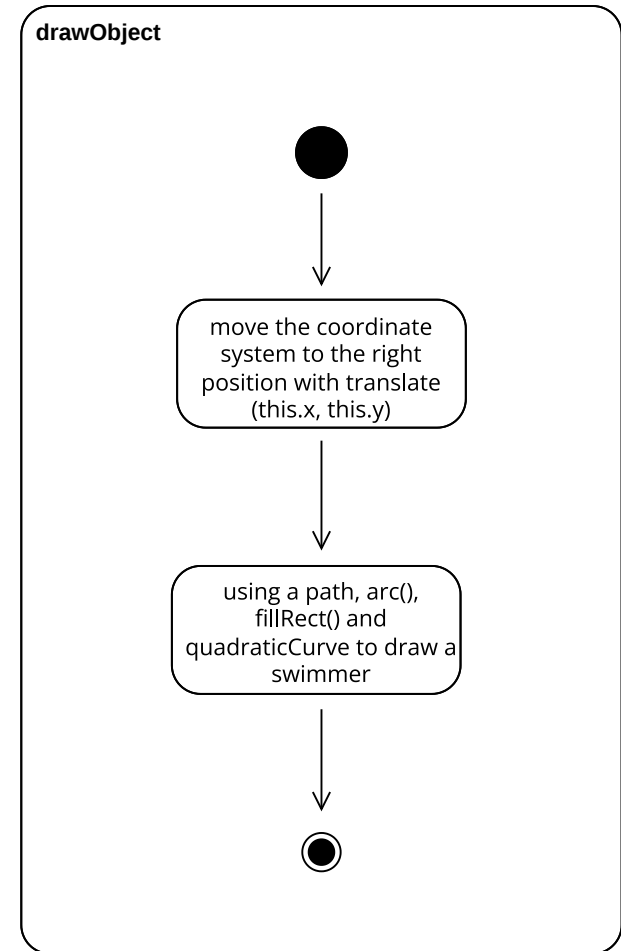 drawObject
move the coordinate
system to the right
position with translate
(this.x, this.y)
using a path, arc(),
fillRect() and
quadraticCurve to draw a
swimmer